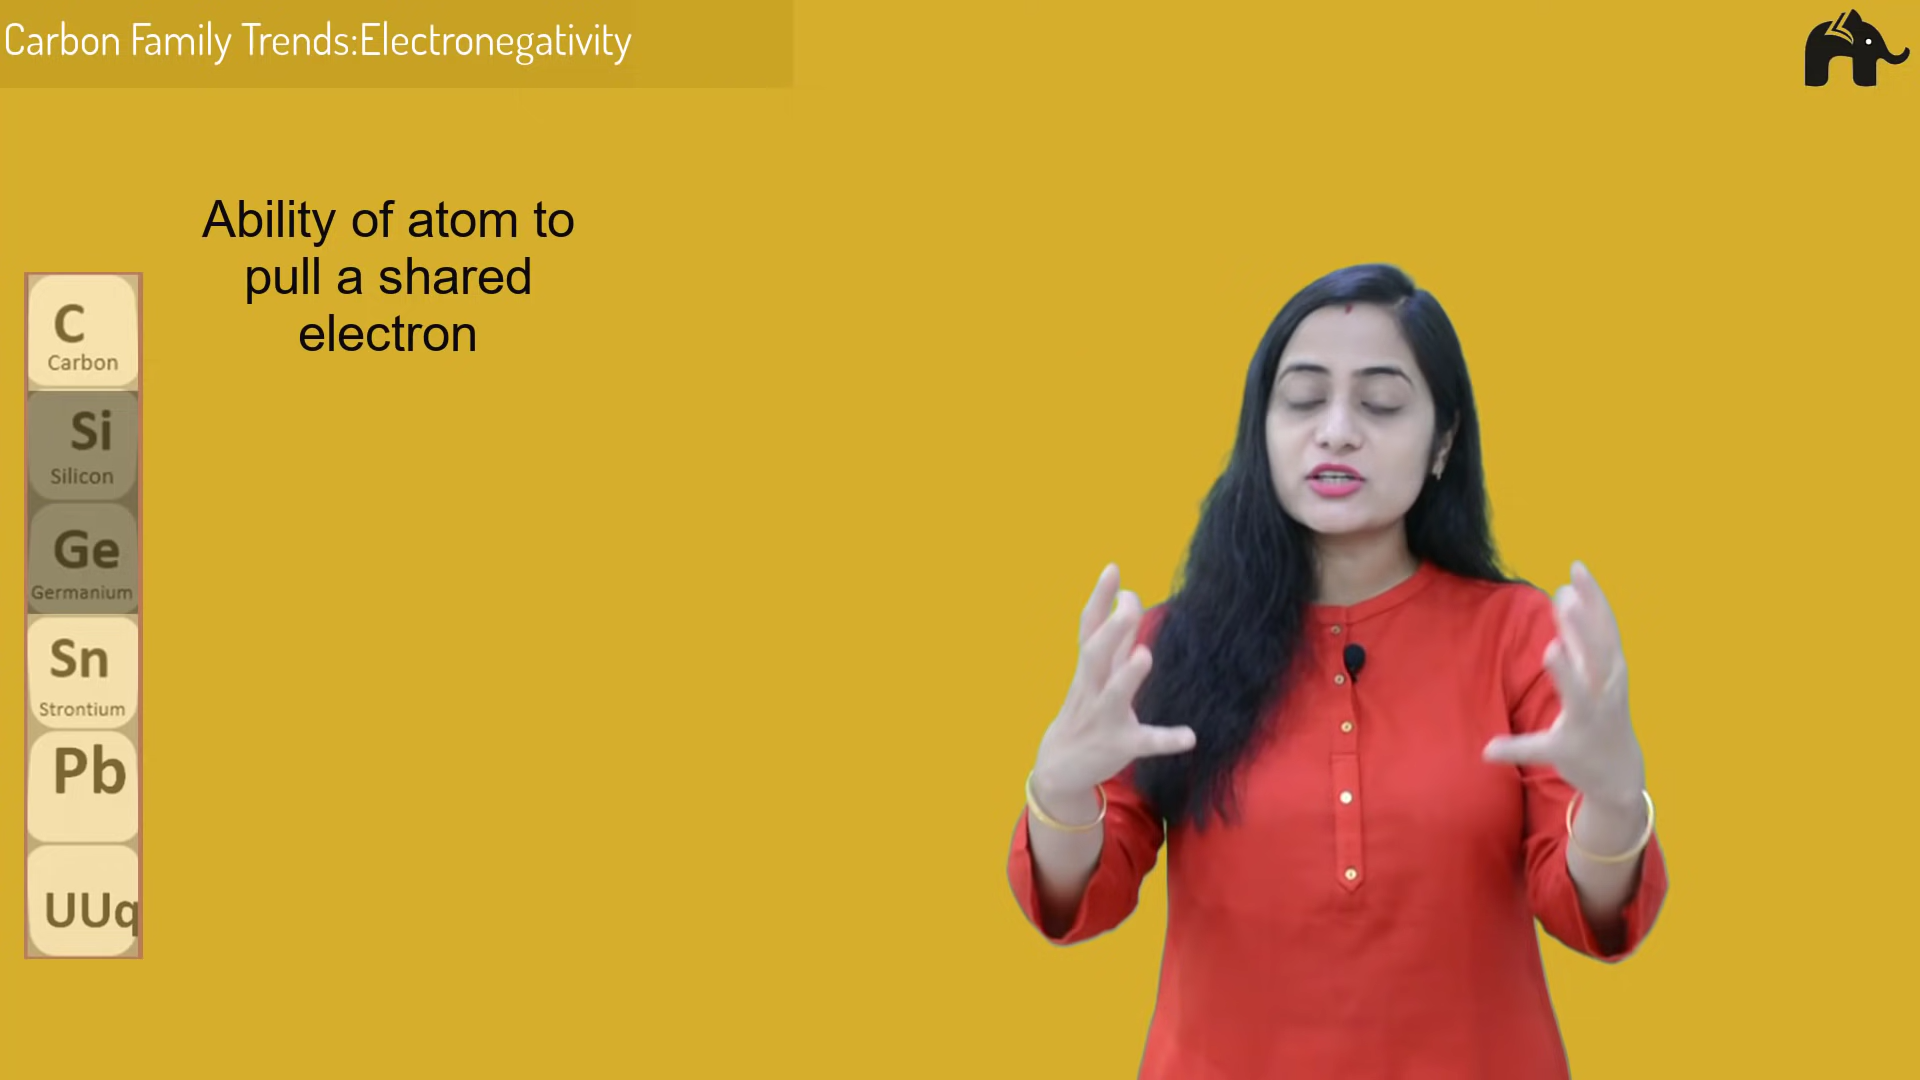 Carbon Family Trends:Electronegativity
Ability of atom to
pull a shared
electron
C
Carbon
Si
Silicon
Ge
Germanium
Sn
Strontium
Pb
UUq